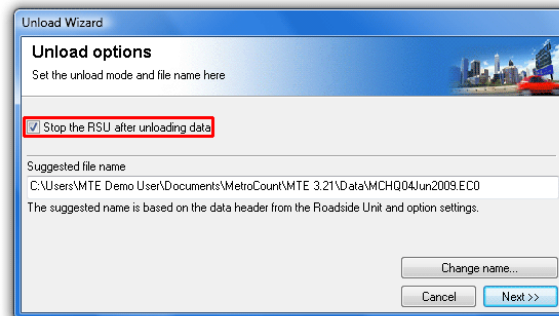 Unload Wizard
Unload options
Set the unload mode and file name here
Stop the RSU after unloading data
Suggested file name
C:\Users\MTE Demo User\Documents\MetroCount\MTE 3.21\Data\MCHQ04Jun2009.EC0
The suggested name is based on the data header from the Roadside Unit and option settings.
Change name...
Cancel
Next >>